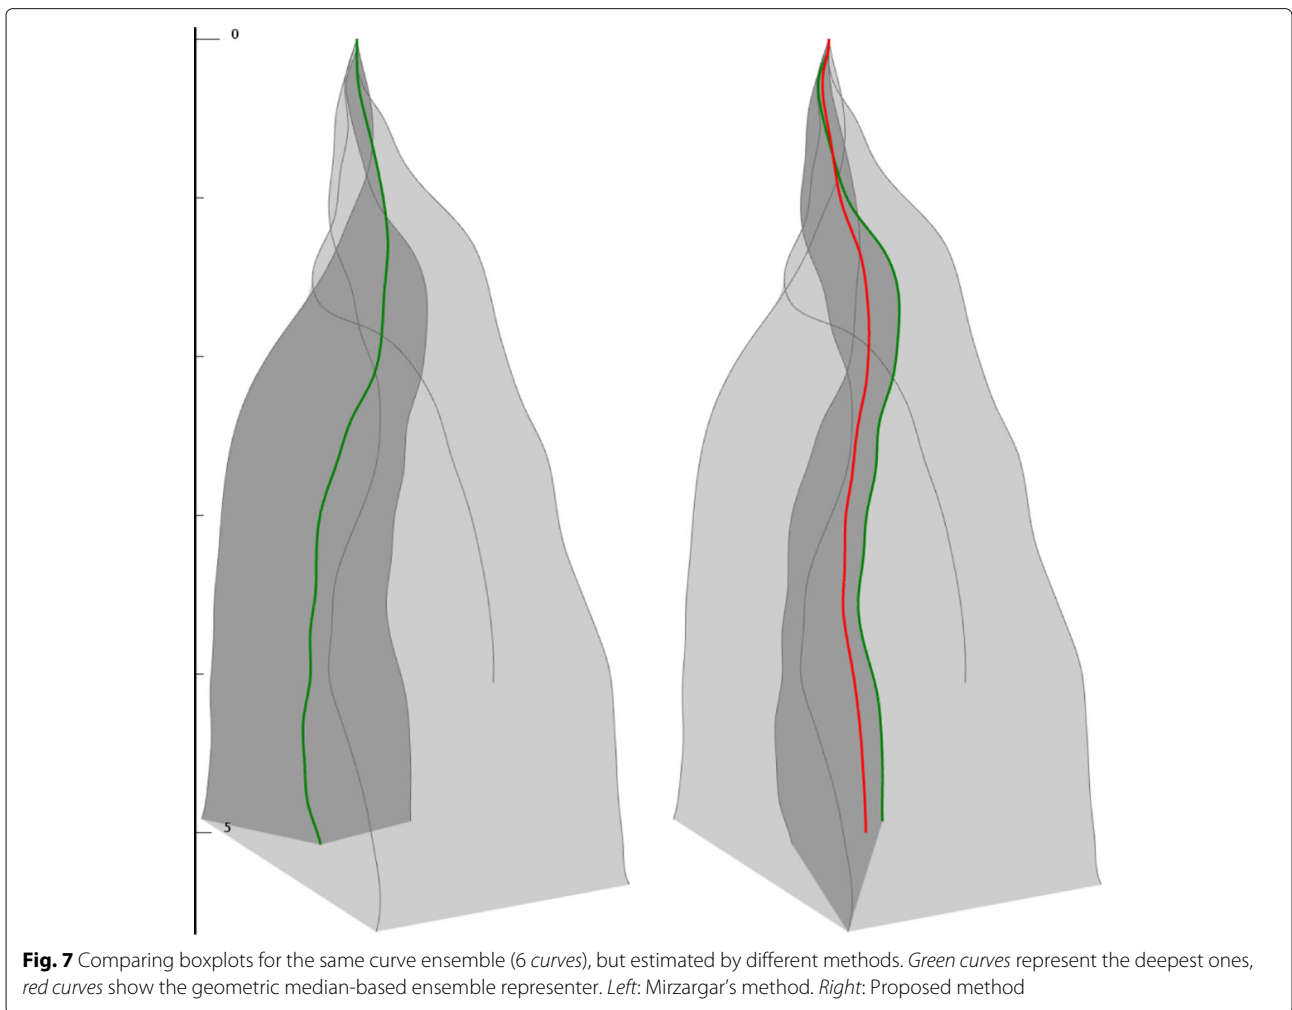 0
5
Fig. 7 Comparing boxplots for the same curve ensemble (6 curves), but estimated by different methods. Green curves represent the deepest ones,
red curves show the geometric median-based ensemble representer. Left: Mirzargar's method. Right: Proposed method